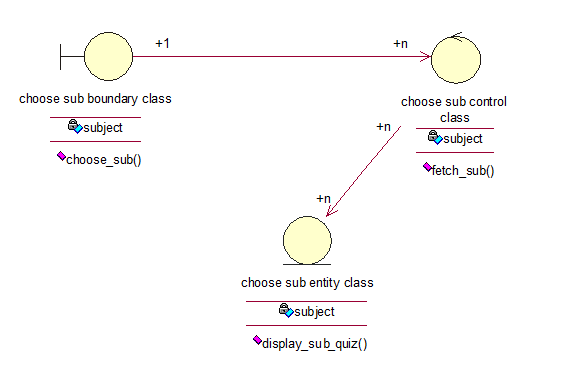 +1
+n
choose sub boundary class
subject
choose_sub()
choose sub control
class
subject
fetch_sub()
+n
+n
choose sub entity class
subject
display_sub_quiz()